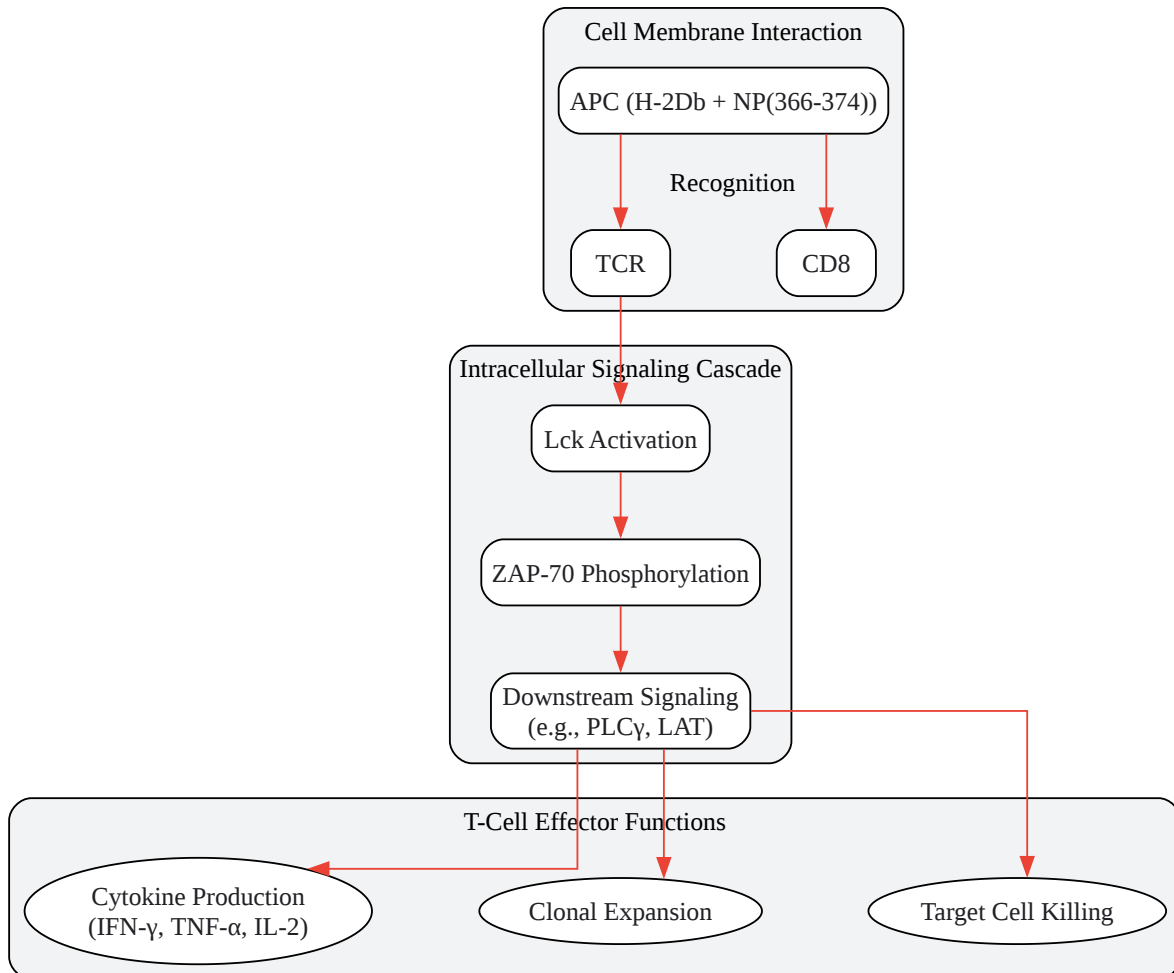 Cell Membrane Interaction
APC (H-2Db + NP(366-374))
Recognition
TCR
CD8
Intracellular Signaling Cascade
Lck Activation
ZAP-70 Phosphorylation
Downstream Signaling
(e.g., PLCγ, LAT)
T-Cell Effector Functions
Cytokine Production
(IFN-γ, TNF-α, IL-2)
Clonal Expansion
Target Cell Killing